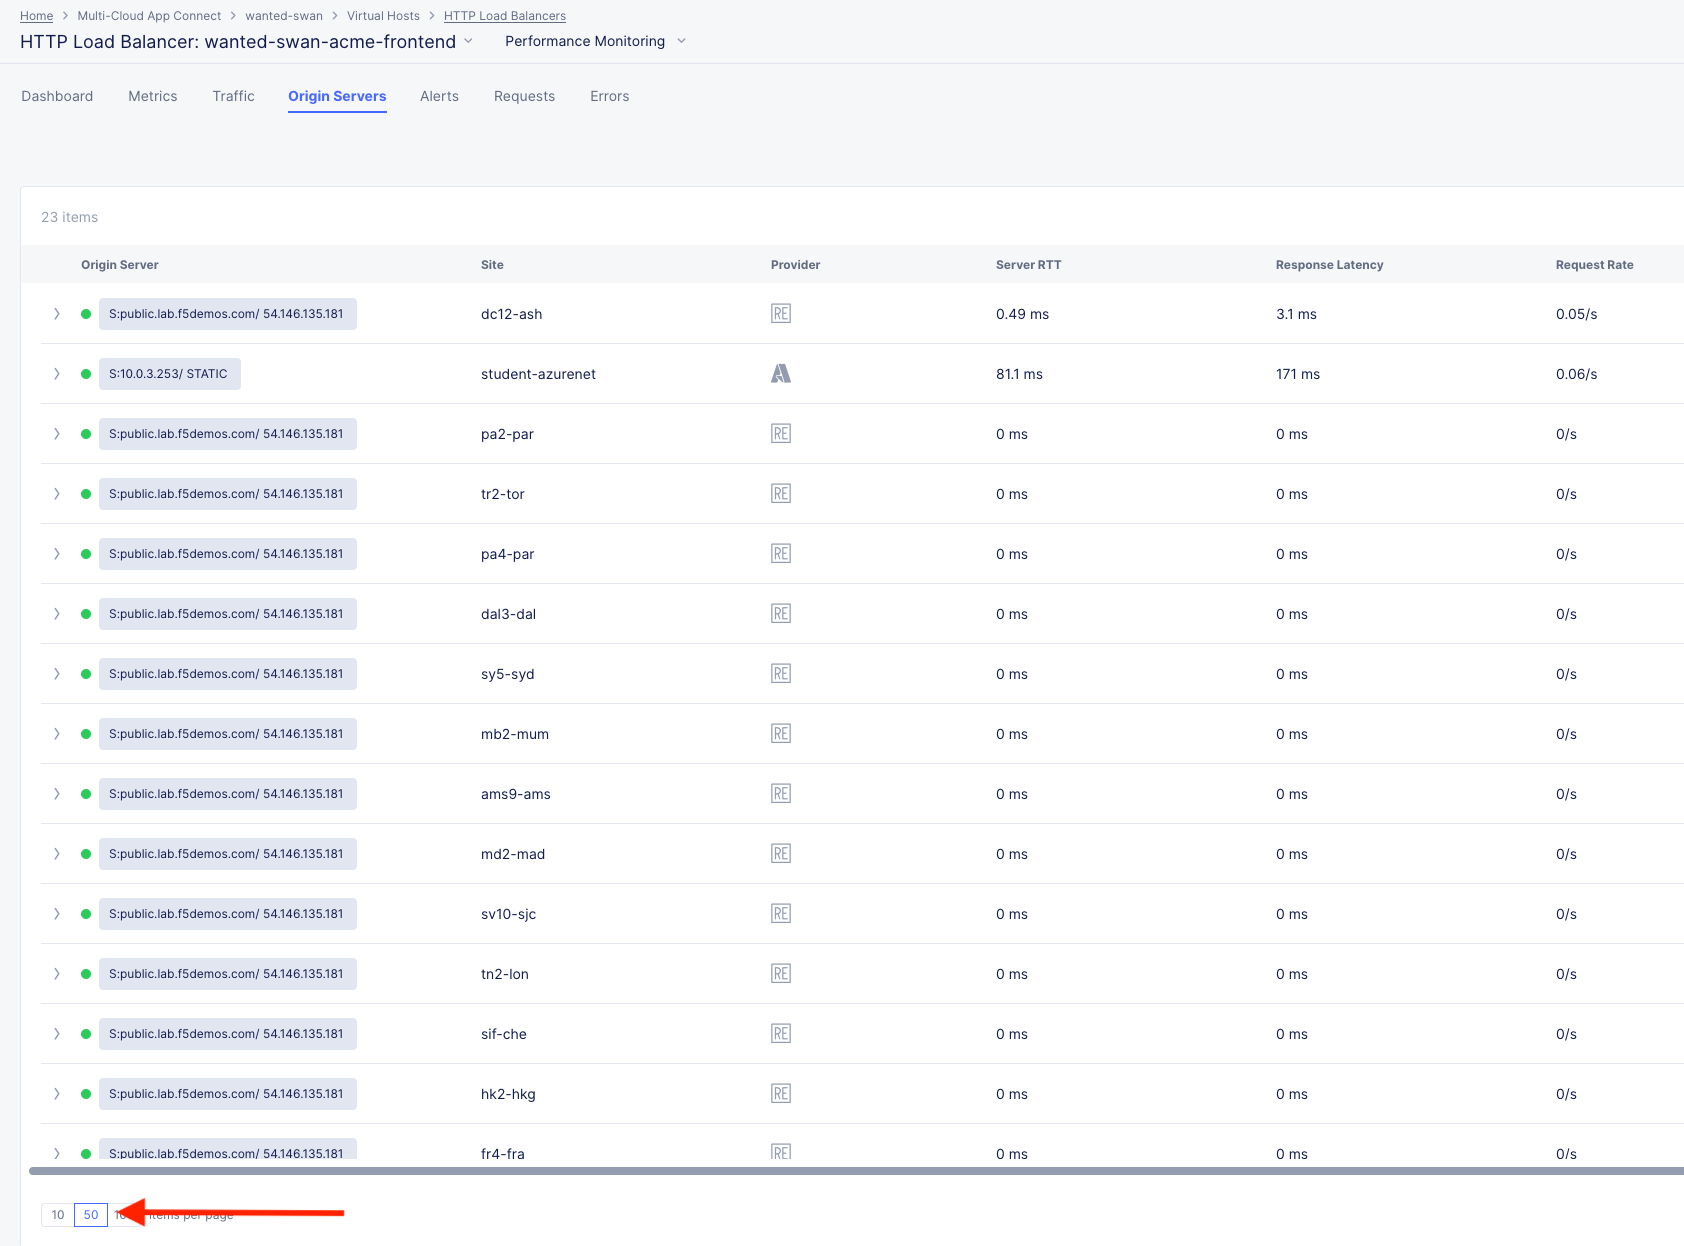 Home > Multi-Cloud App Connect > wanted-swan > Virtual Hosts > HTTP Load Balancers
HTTP Load Balancer: wanted-swan-acme-frontend Performance Monitoring
Dashboard Metrics Traffic Origin Servers Alerts Requests Errors
23 items
Origin Server Site Provider Server RTT Response Latency Request Rate
S:public.lab.f5demos.com/ 54.146.135.181 dc12-ash RE 0.49 ms 3.1 ms 0.05/s
S:10.0.3.253/ STATIC student-azurenet 81.1 ms 171 ms 0.06/s
S:public.lab.f5demos.com/ 54.146.135.181 pa2-par RE 0 ms 0 ms 0/s
S:public.lab.f5demos.com/ 54.146.135.181 tr2-tor RE 0 ms 0 ms 0/s
S:public.lab.f5demos.com/ 54.146.135.181 pa4-par RE 0 ms 0 ms 0/s
S:public.lab.f5demos.com/ 54.146.135.181 dal3-dal RE 0 ms 0 ms 0/s
S:public.lab.f5demos.com/ 54.146.135.181 sy5-syd RE 0 ms 0 ms 0/s
S:public.lab.f5demos.com/ 54.146.135.181 mb2-mum RE 0 ms 0 ms 0/s
S:public.lab.f5demos.com/ 54.146.135.181 ams9-ams RE 0 ms 0 ms 0/s
S:public.lab.f5demos.com/ 54.146.135.181 md2-mad RE 0 ms 0 ms 0/s
S:public.lab.f5demos.com/ 54.146.135.181 sv10-sjc RE 0 ms 0 ms 0/s
S:public.lab.f5demos.com/ 54.146.135.181 tn2-lon RE 0 ms 0 ms 0/s
S:public.lab.f5demos.com/ 54.146.135.181 sif-che RE 0 ms 0 ms 0/s
S:public.lab.f5demos.com/ 54.146.135.181 hk2-hkg RE 0 ms 0 ms 0/s
S:public.lab.f5demos.com/ 54.146.135.181 fr4-fra RE 0 ms 0 ms 0/s
10 50 items per page